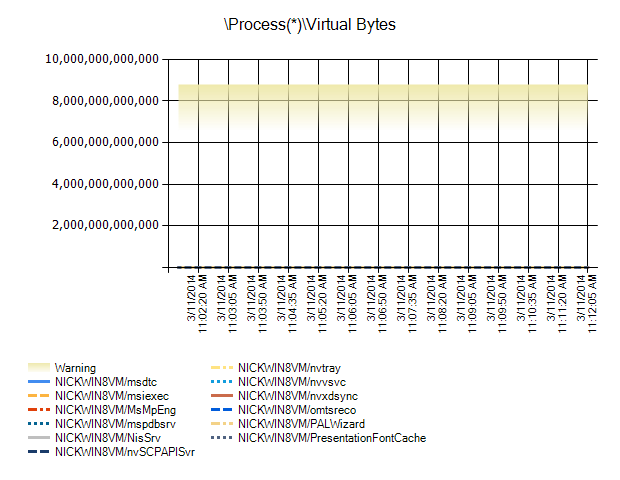 \Process(*)\Virtual Bytes
10,000,000,000,000
8,000,000,000,000
6,000,000,000,000
4,000,000,000,000
2,000,000,000,000
3/11/2014 11:02:20 AM
3/11/2014 11:03:05 AM
3/11/2014 11:03:50 AM
3/11/2014 11:04:35 AM
3/11/2014 11:05:20 AM
3/11/2014 11:06:05 AM
3/11/2014 11:06:50 AM
3/11/2014 11:07:35 AM
3/11/2014 11:08:20 AM
3/11/2014 11:09:05 AM
3/11/2014 11:09:50 AM
3/11/2014 11:10:35 AM
3/11/2014 11:11:20 AM
3/11/2014 11:12:05 AM
Warning
NICKWIN8VM/msdtc
NICKWIN8VM/msiexec
NICKWIN8VM/MsMpEng
NICKWIN8VM/mspdbsrv
NICKWIN8VM/NisSrv
NICKWIN8VM/nvSCPAPISvr
NICKWIN8VM/nvtray
NICKWIN8VM/nvvsvc
NICKWIN8VM/nvxdsync
NICKWIN8VM/omtsreco
NICKWIN8VM/PALWizard
NICKWIN8VM/PresentationFontCache